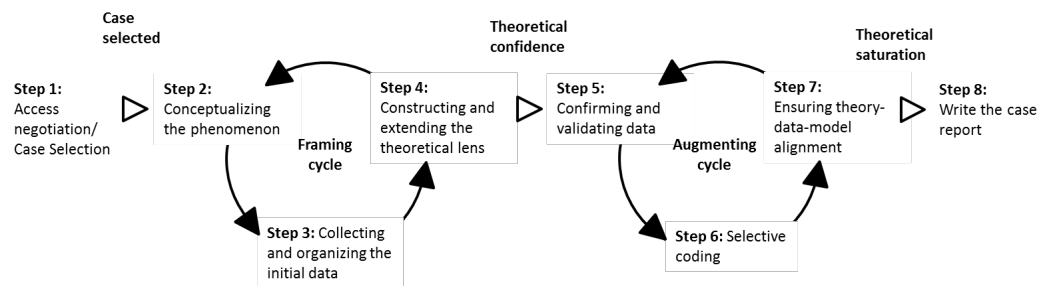 Case
selected
Theoretical
confidence
Theoretical
saturation
Step 1:
Access
negotiation/
Case Selection
Step 2:
Conceptualizing
the phenomenon
Framing
cycle
Step 3: Collecting
and organizing the
initial data
Step 4:
Constructing and
extending the
theoretical lens
Step 5:
Confirming and
validating data
Augmenting
cycle
Step 6: Selective
coding
Step 7:
Ensuring theory-
data-model
alignment
Step 8:
Write the case
report